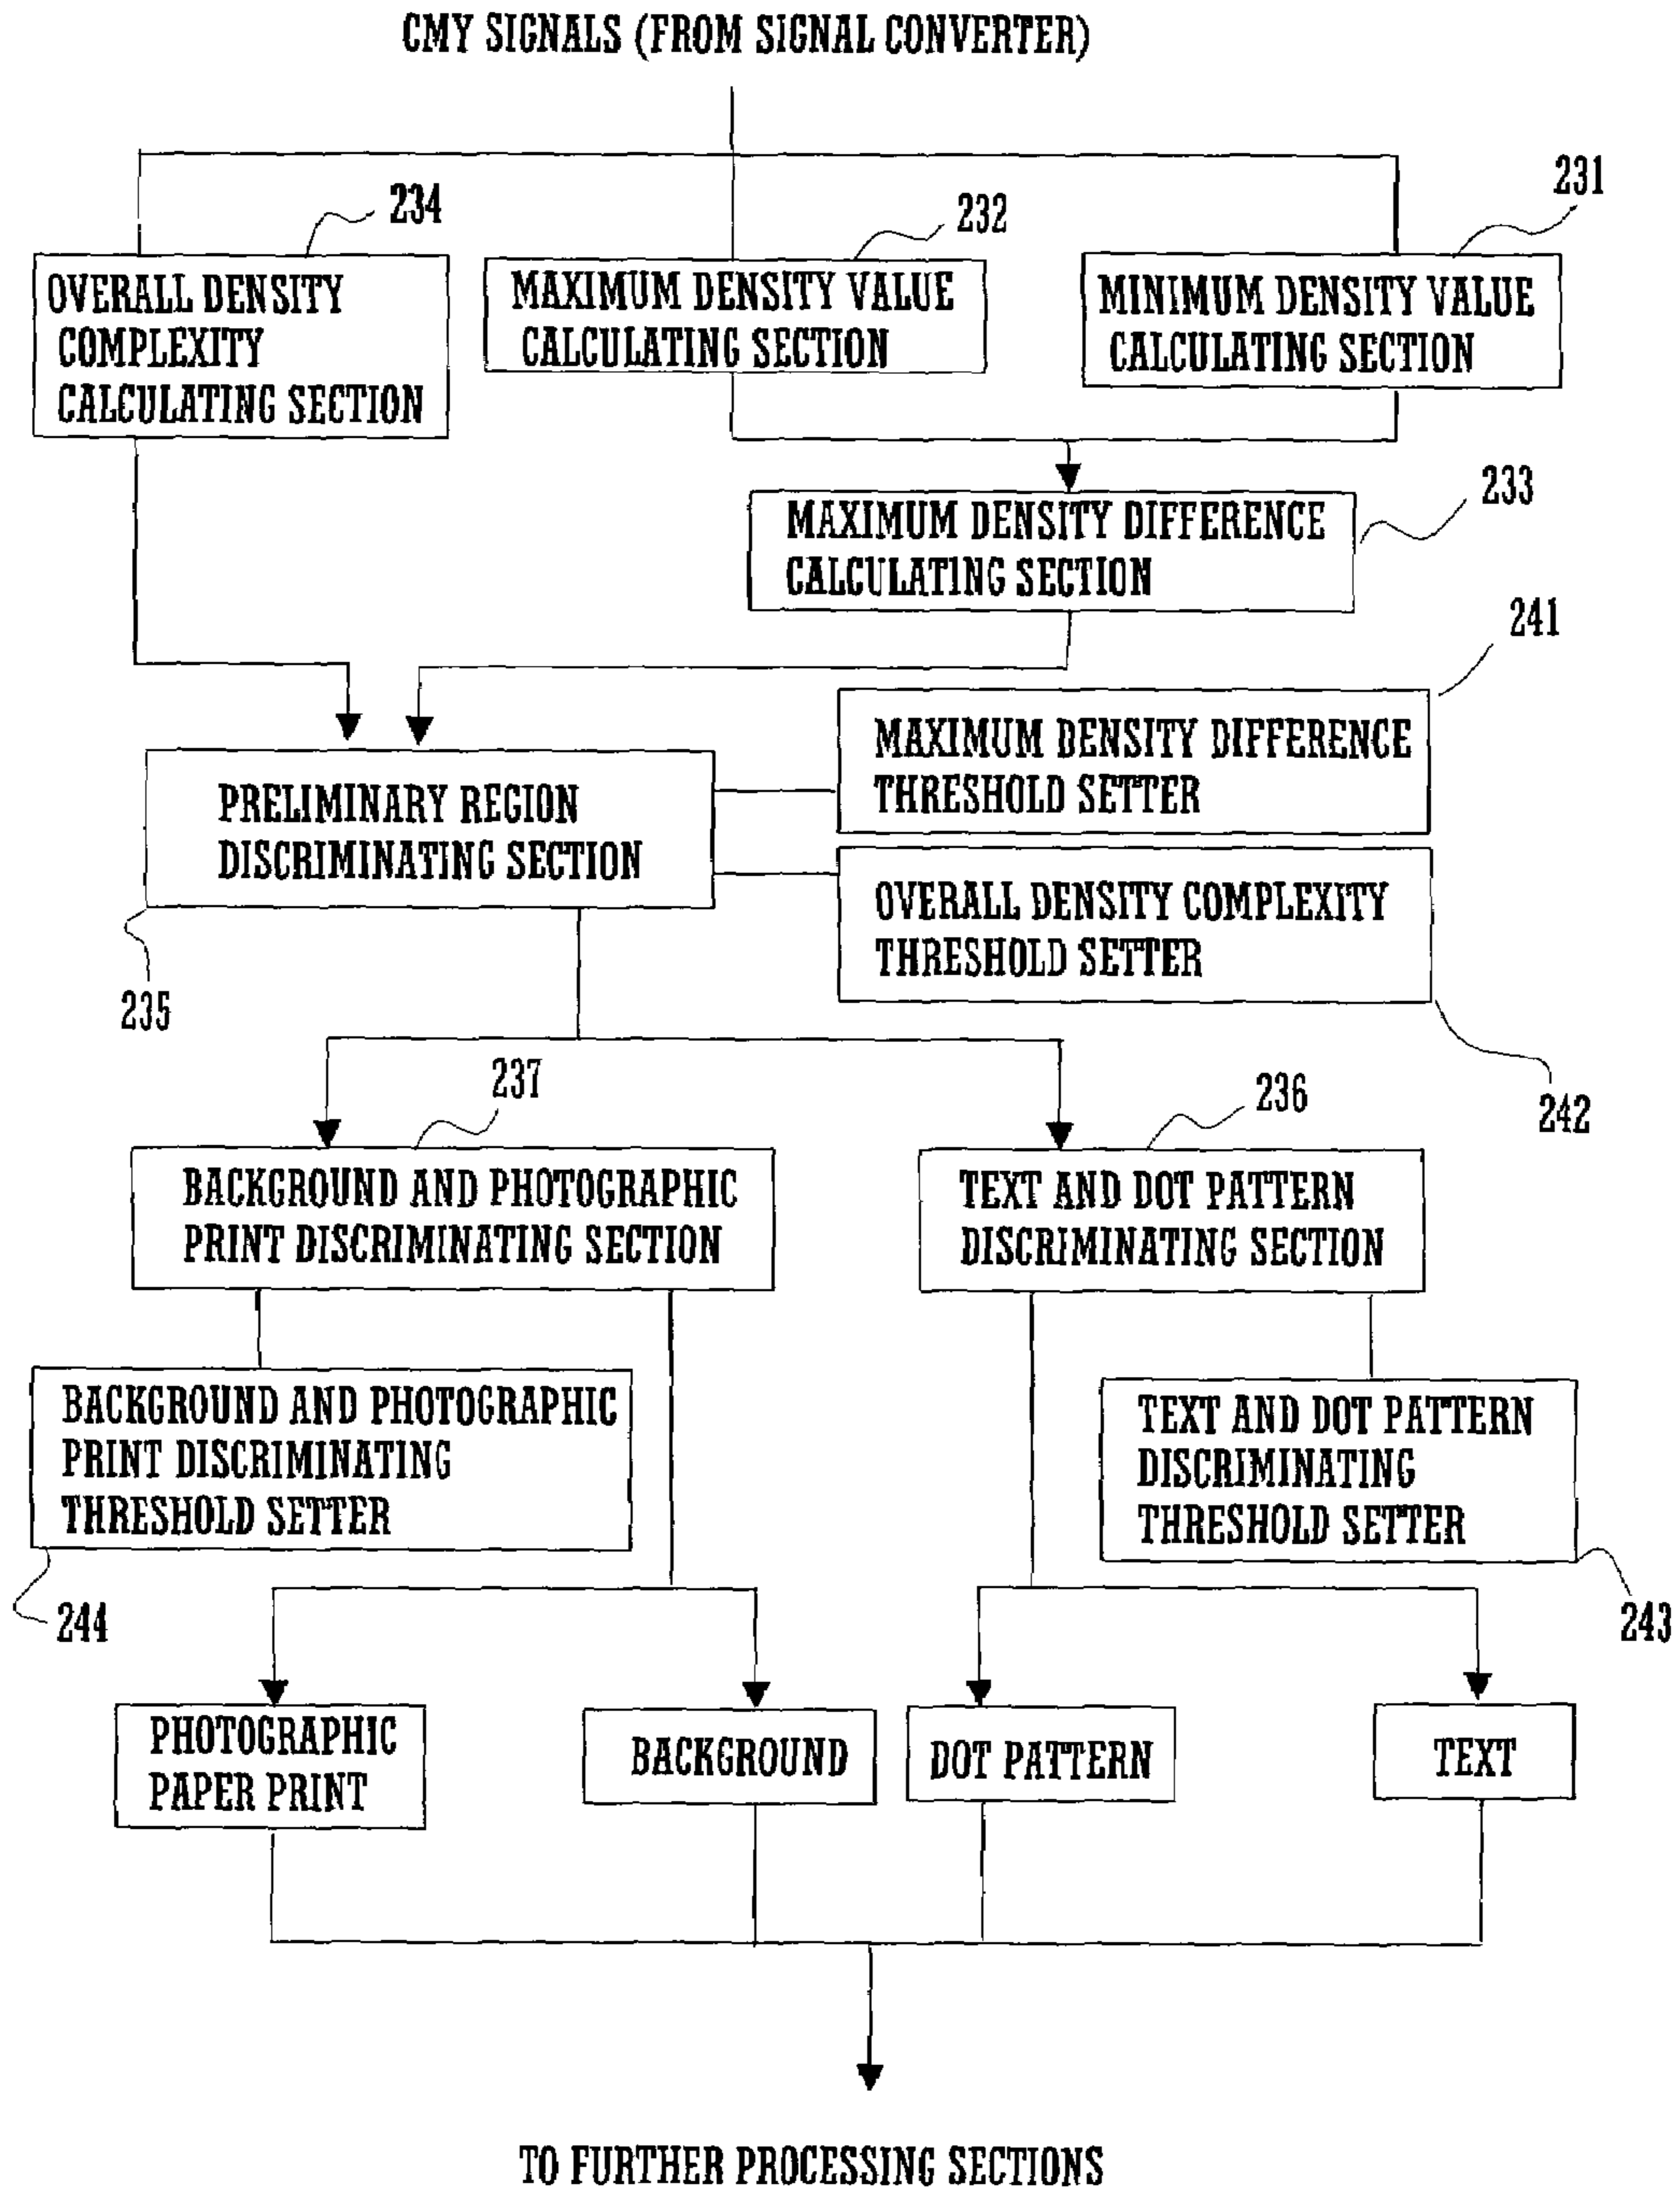 CMY SIGNALS (FROM SIGNAL CONVERTER)
234
232
231
OVERALL DENSITY
COMPLEXITY
CALCULATING SECTION
MAXIMUM DENSITY VALUE
CALCULATING SECTION
MINIMUM DENSITY VALUE
CALCULATING SECTION
233
MAXIMUM DENSITY DIFFERENCE
CALCULATING SECTION
241
MAXIMUM DENSITY DIFFERENCE
THRESHOLD SETTER
PRELIMINARY REGION
DISCRIMINATING SECTION
OVERALL DENSITY COMPLEXITY
THRESHOLD SETTER
235
242
237
236
BACKGROUND AND PHOTOGRAPHIC
PRINT DISCRIMINATING SECTION
TEXT AND DOT PATTERN
DISCRIMINATING SECTION
BACKGROUND AND PHOTOGRAPHIC
PRINT DISCRIMINATING
THRESHOLD SETTER
TEXT AND DOT PATTERN
DISCRIMINATING
THRESHOLD SETTER
244
243
PHOTOGRAPHIC
PAPER PRINT
BACKGROUND
DOT PATTERN
TEXT
TO FURTHER PROCESSING SECTIONS